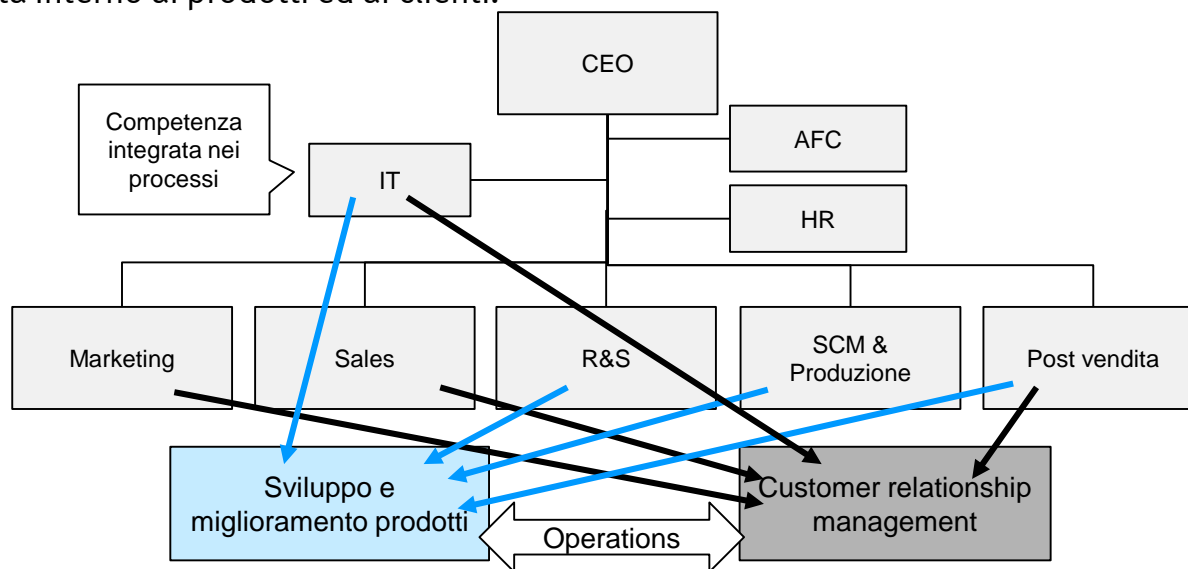 CEO
Competenza
integrata nei
processi
IT
AFC
HR
Marketing
Sales
R&S
SCM &
Produzione
Post vendita
Sviluppo e
miglioramento prodotti
Operations
Customer relationship
management